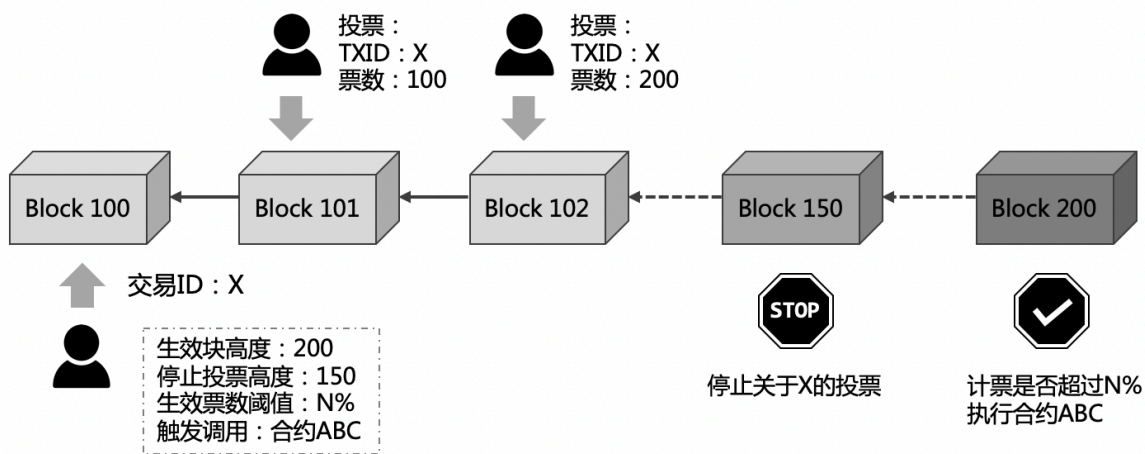 投票：
TXID：X
票数：100
投票：
TXID：X
票数：200
Block 100
Block 101
Block 102
Block 150
Block 200
交易ID：X
生效块高度：200
停止投票高度：150
生效票数阈值：N%
触发调用：合约ABC
STOP
停止关于X的投票
计票是否超过N%
执行合约ABC